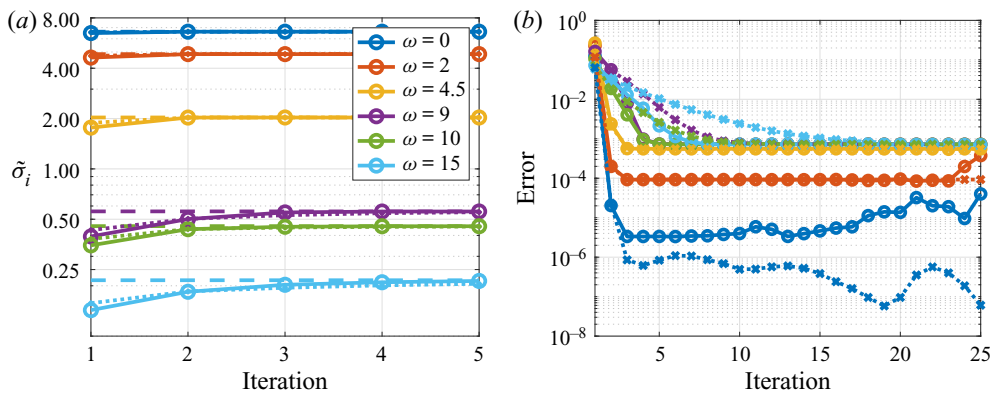 (a)
8.00
4.00
2.00
1.00
0.50
0.25
σ̃i
1 2 3 4 5
Iteration
ω = 0
ω = 2
ω = 4.5
ω = 9
ω = 10
ω = 15
(b)
10^0
10^−2
10^−4
10^−6
10^−8
Error
5 10 15 20 25
Iteration